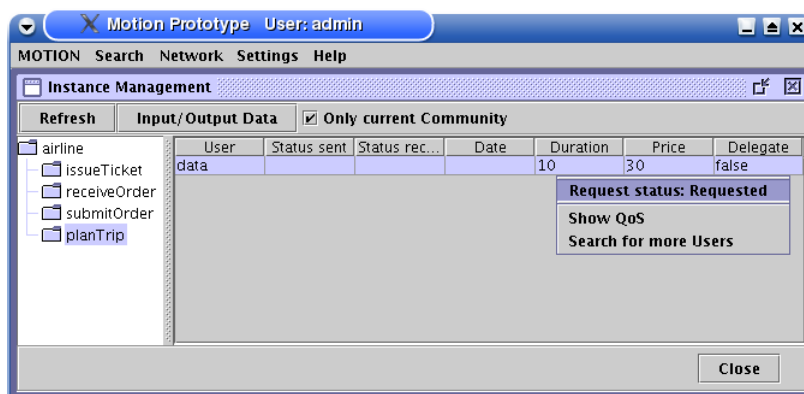 Motion Prototype User: admin
MOTION Search Network Settings Help
Instance Management
Refresh Input/Output Data Only current Community
airline User Status sent Status rec... Date Duration Price Delegate
issueTicket data 10 30 false
receiveOrder Request status: Requested
submitOrder Show QoS
planTrip Search for more Users
Close